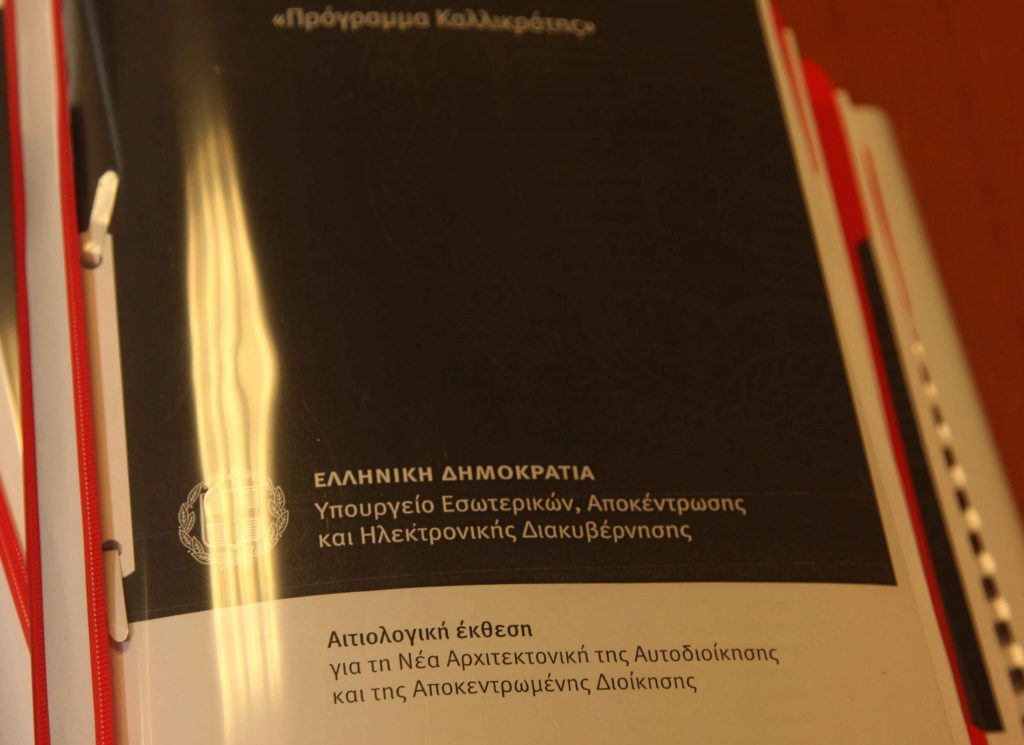 «Πρόγραμμα Καλλικράτης»
ΕΛΛΗΝΙΚΗ ΔΗΜΟΚΡΑΤΙΑ
Υπουργείο Εσωτερικών, Αποκέντρωσης
και Ηλεκτρονικής Διακυβέρνησης
Αιτιολογική έκθεση
για τη Νέα Αρχιτεκτονική της Αυτοδιοίκησης
και της Αποκεντρωμένης Διοίκησης